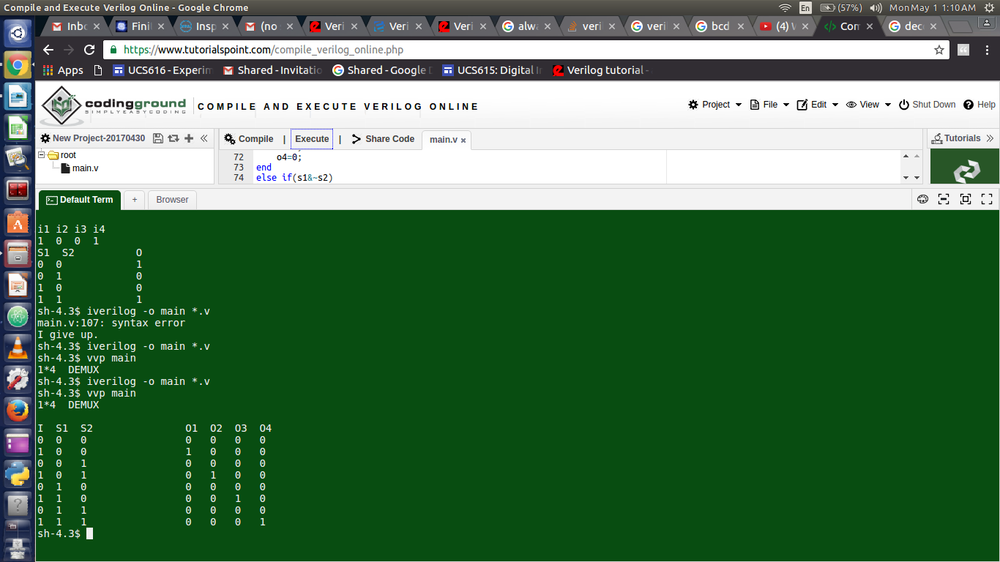 Compile and Execute Verilog Online - Google Chrome
En (57%) Mon May 1 1:10 AM
Inbo Finil Insp (no Veri Veri Veri alwa veril veril bcd (4) Com deco
https://www.tutorialspoint.com/compile_verilog_online.php
Apps UCS616 - Experim Shared - Invitatio Shared - Google D UCS615: Digital I Verilog tutorial -
codingground COMPILE AND EXECUTE VERILOG ONLINE Project File Edit View Shut Down Help
SIMPLYEASYCODING
New Project-20170430 Compile | Execute | Share Code main.v x Tutorials
root
main.v
72 o4=0;
73 end
74 else if(s1&~s2)
Default Term + Browser
i1 i2 i3 i4
1 0 0 1
S1 S2 O
0 0 1
0 1 0
1 0 0
1 1 1
sh-4.3$ iverilog -o main *.v
main.v:107: syntax error
I give up.
sh-4.3$ iverilog -o main *.v
sh-4.3$ vvp main
1*4 DEMUX
sh-4.3$ iverilog -o main *.v
sh-4.3$ vvp main
1*4 DEMUX
I S1 S2 O1 O2 O3 O4
0 0 0 0 0 0 0
1 0 0 1 0 0 0
0 0 1 0 0 0 0
1 0 1 0 1 0 0
0 1 0 0 0 0 0
1 1 0 0 0 1 0
0 1 1 0 0 0 0
1 1 1 0 0 0 1
sh-4.3$